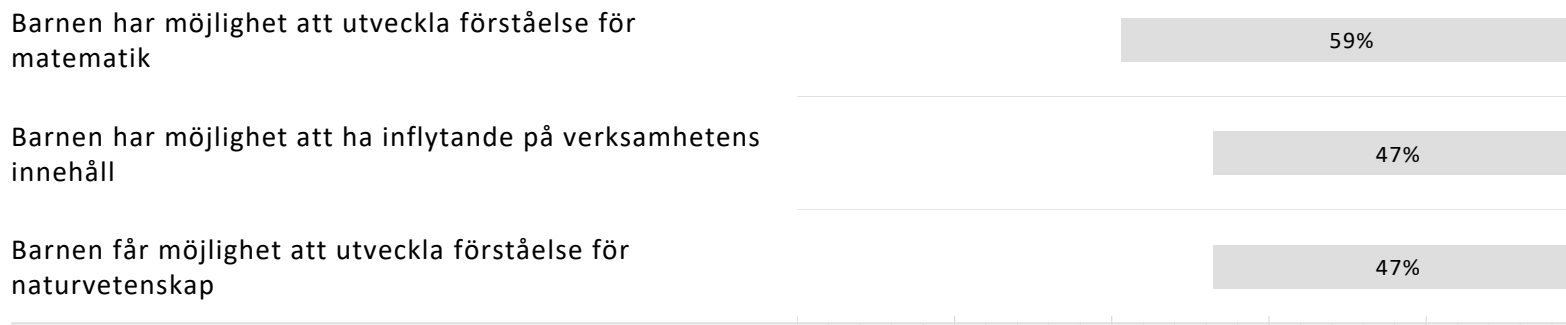 Barnen har möjlighet att utveckla förståelse för
matematik
59%
Barnen har möjlighet att ha inflytande på verksamhetens
innehåll
47%
Barnen får möjlighet att utveckla förståelse för
naturvetenskap
47%